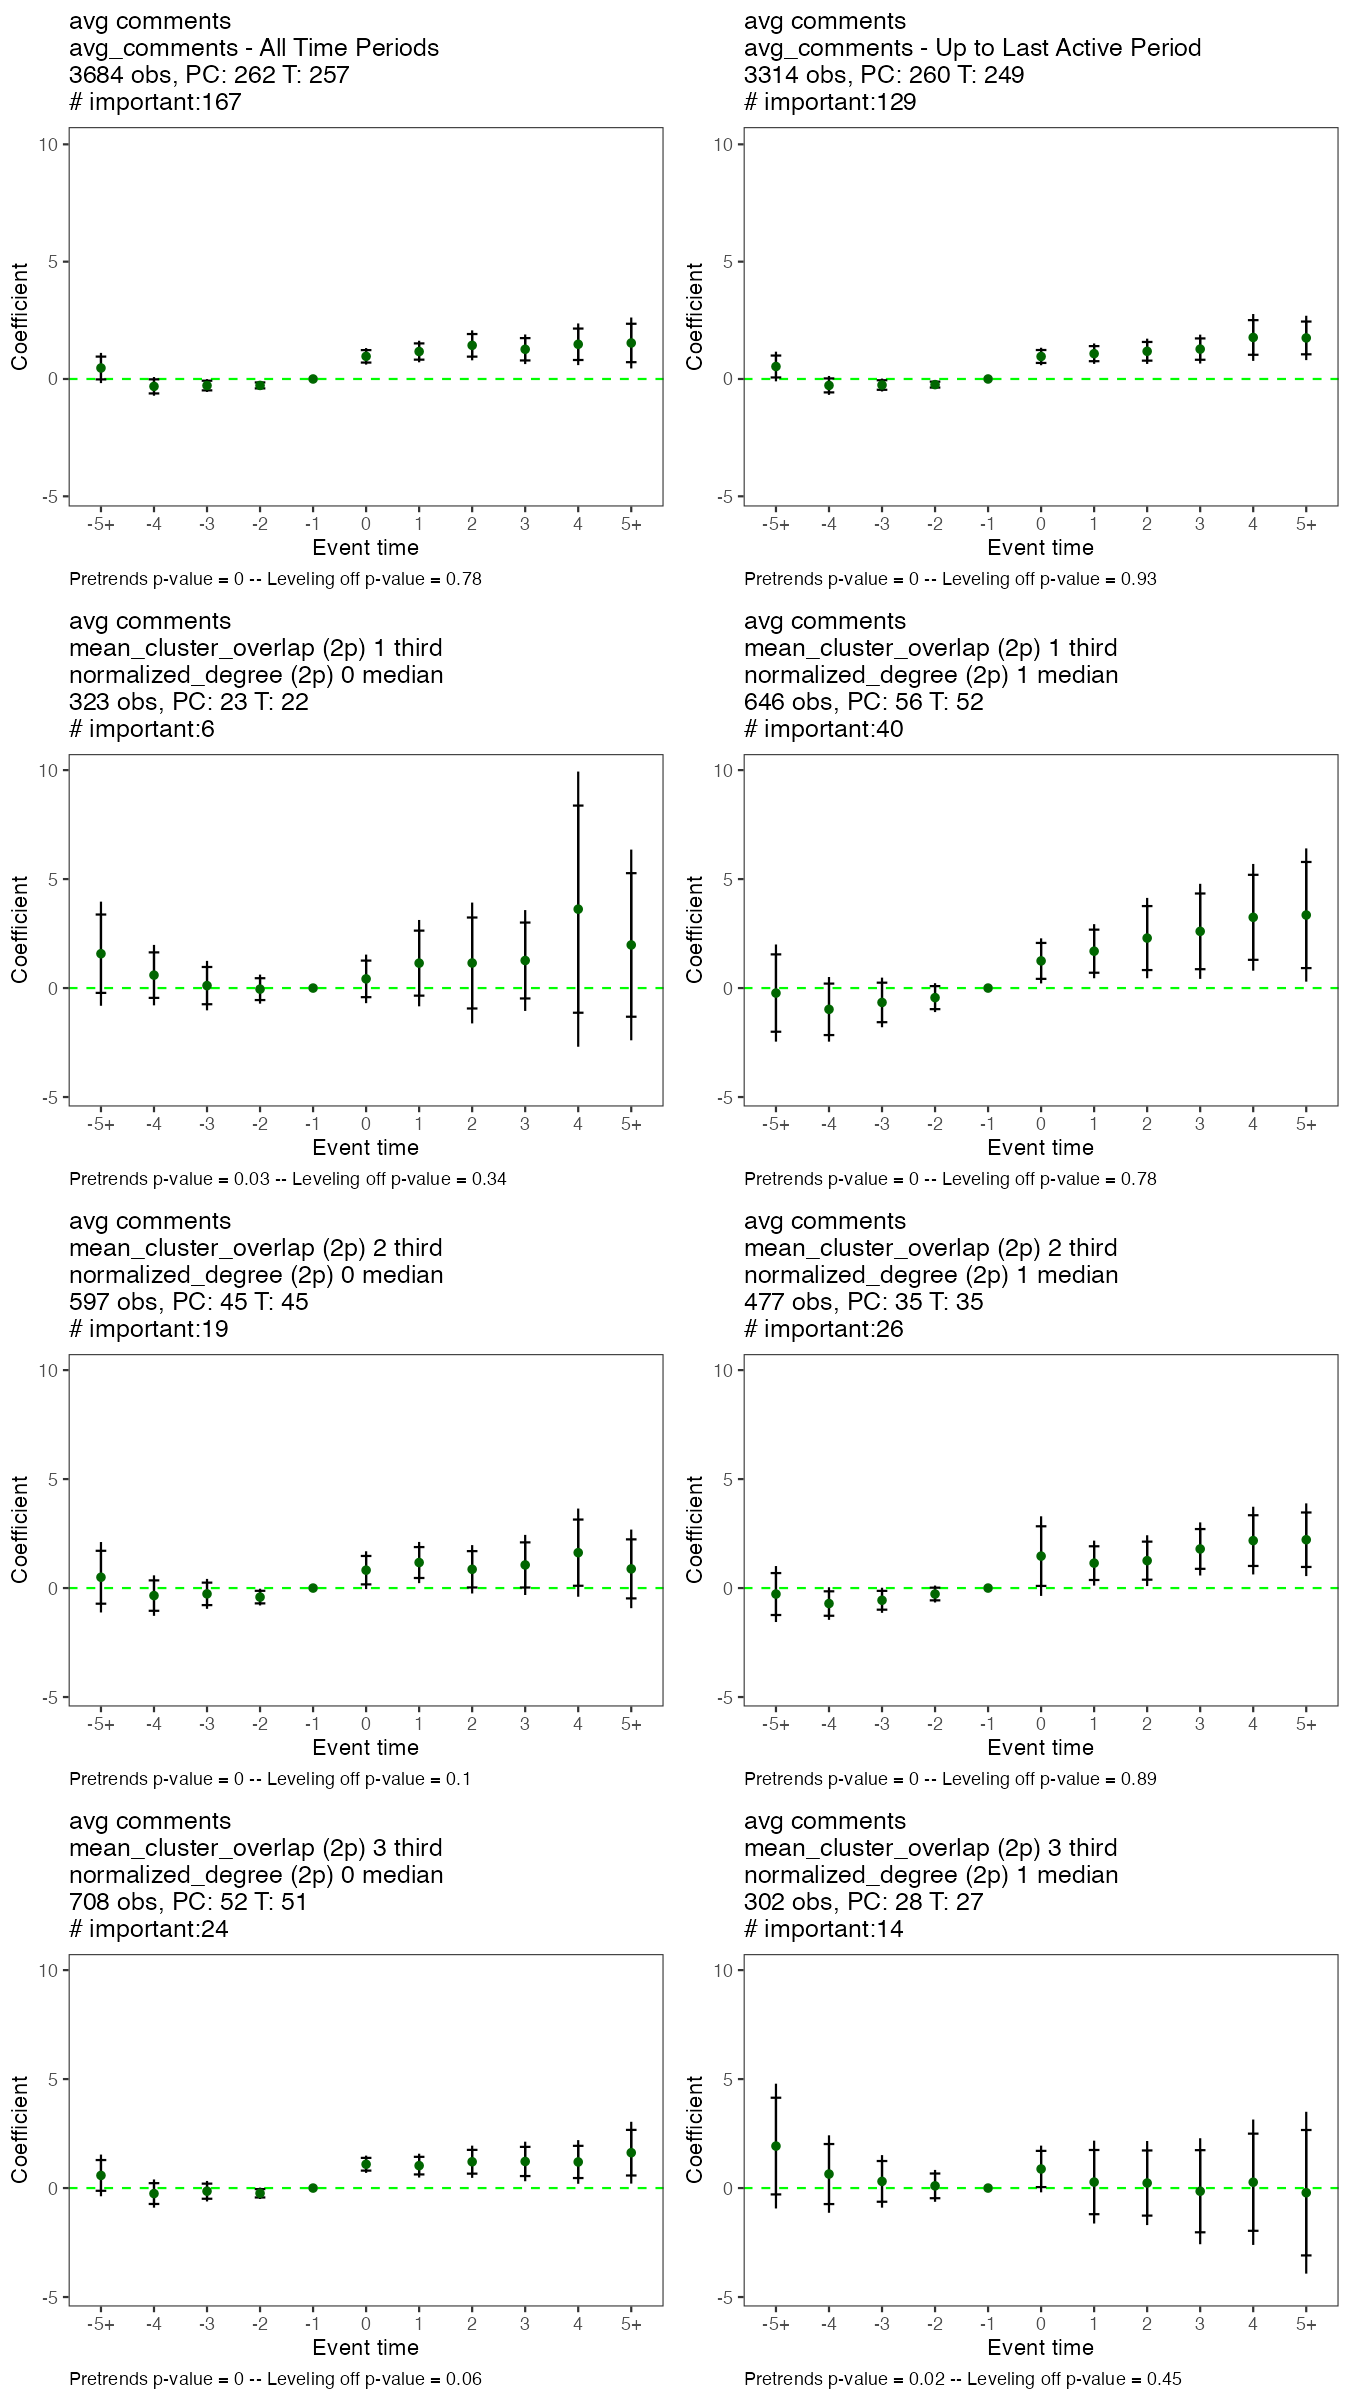 avg comments
avg_comments - All Time Periods
3684 obs, PC: 262 T: 257
# important:167
10
5
0
-5
Coefficient
-5+ -4 -3 -2 -1 0 1 2 3 4 5+
Event time
Pretrends p-value = 0 -- Leveling off p-value = 0.78
avg comments
avg_comments - Up to Last Active Period
3314 obs, PC: 260 T: 249
# important:129
10
5
0
-5
Coefficient
-5+ -4 -3 -2 -1 0 1 2 3 4 5+
Event time
Pretrends p-value = 0 -- Leveling off p-value = 0.93
avg comments
mean_cluster_overlap (2p) 1 third
normalized_degree (2p) 0 median
323 obs, PC: 23 T: 22
# important:6
10
5
0
-5
Coefficient
-5+ -4 -3 -2 -1 0 1 2 3 4 5+
Event time
Pretrends p-value = 0.03 -- Leveling off p-value = 0.34
avg comments
mean_cluster_overlap (2p) 1 third
normalized_degree (2p) 1 median
646 obs, PC: 56 T: 52
# important:40
10
5
0
-5
Coefficient
-5+ -4 -3 -2 -1 0 1 2 3 4 5+
Event time
Pretrends p-value = 0 -- Leveling off p-value = 0.78
avg comments
mean_cluster_overlap (2p) 2 third
normalized_degree (2p) 0 median
597 obs, PC: 45 T: 45
# important:19
10
5
0
-5
Coefficient
-5+ -4 -3 -2 -1 0 1 2 3 4 5+
Event time
Pretrends p-value = 0 -- Leveling off p-value = 0.1
avg comments
mean_cluster_overlap (2p) 2 third
normalized_degree (2p) 1 median
477 obs, PC: 35 T: 35
# important:26
10
5
0
-5
Coefficient
-5+ -4 -3 -2 -1 0 1 2 3 4 5+
Event time
Pretrends p-value = 0 -- Leveling off p-value = 0.89
avg comments
mean_cluster_overlap (2p) 3 third
normalized_degree (2p) 0 median
708 obs, PC: 52 T: 51
# important:24
10
5
0
-5
Coefficient
-5+ -4 -3 -2 -1 0 1 2 3 4 5+
Event time
Pretrends p-value = 0 -- Leveling off p-value = 0.06
avg comments
mean_cluster_overlap (2p) 3 third
normalized_degree (2p) 1 median
302 obs, PC: 28 T: 27
# important:14
10
5
0
-5
Coefficient
-5+ -4 -3 -2 -1 0 1 2 3 4 5+
Event time
Pretrends p-value = 0.02 -- Leveling off p-value = 0.45